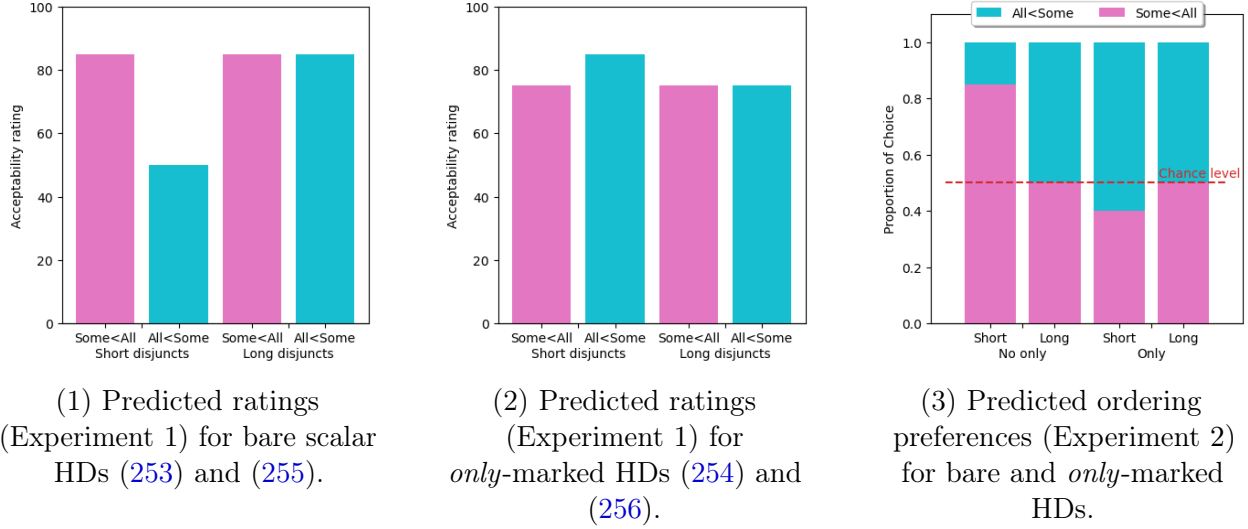 100
80
60
40
20
0
Acceptability rating
Some<All All<Some Some<All All<Some
Short disjuncts Long disjuncts
(1) Predicted ratings
(Experiment 1) for bare scalar
HDs (253) and (255).
100
80
60
40
20
0
Acceptability rating
Some<All All<Some Some<All All<Some
Short disjuncts Long disjuncts
(2) Predicted ratings
(Experiment 1) for
only-marked HDs (254) and
(256).
All<Some Some<All
1.0
0.8
0.6
0.4
0.2
0.0
Proportion of Choice
Chance level
Short Long Short Long
No only Only
(3) Predicted ordering
preferences (Experiment 2)
for bare and only-marked
HDs.